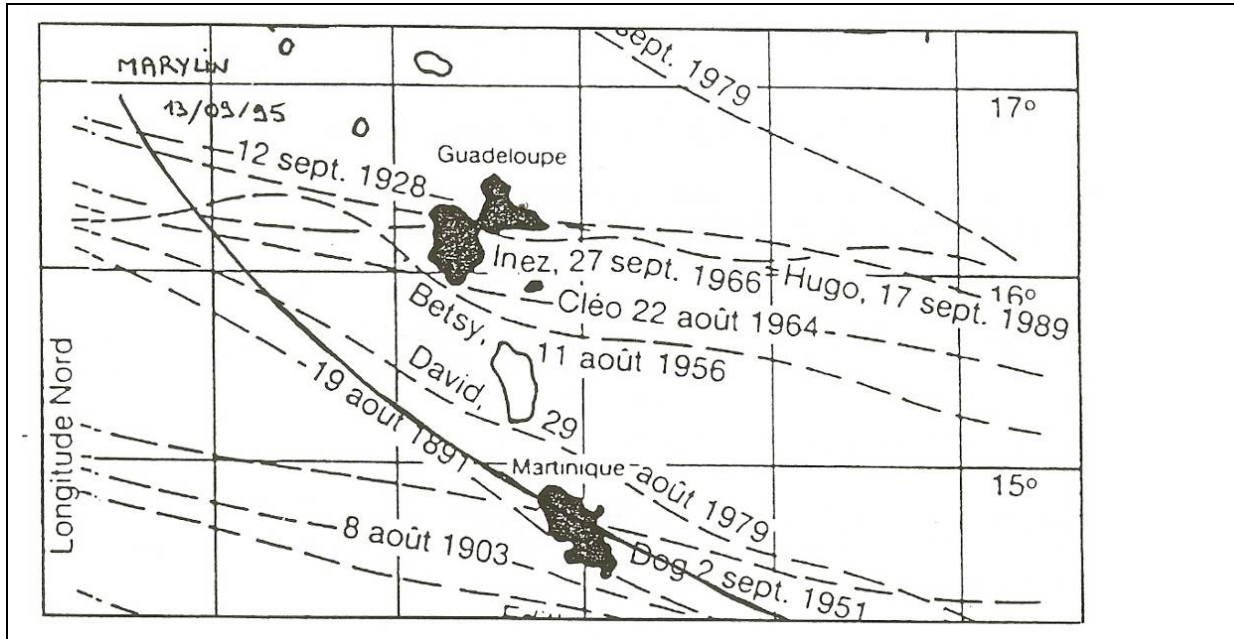 sept. 1979
MARYLIN
13/09/95
17°
12 sept. 1928
Guadeloupe
Inez, 27 sept. 1966 = Hugo, 17 sept. 1989
16°
Cléo 22 août 1964
Betsy, 11 août 1956
David, 29 août 1979
19 aout 1891
Martinique
15°
8 août 1903
Dog 2 sept. 1951
Longitude Nord